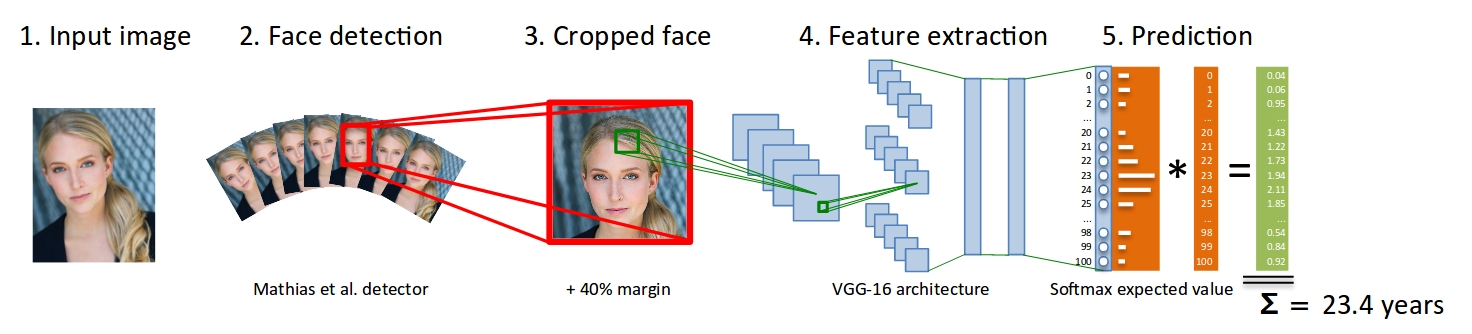 1. Input image
2. Face detection
3. Cropped face
4. Feature extraction
5. Prediction
0 0 0.04
1 1 0.06
2 2 0.95
... ... ...
20 20 1.43
21 21 1.22
22 22 1.73
23 23 1.94
24 24 2.11
25 25 1.85
... ... ...
98 98 0.54
99 99 0.84
100 100 0.92
* =
Mathias et al. detector
+ 40% margin
VGG-16 architecture
Softmax expected value
Σ = 23.4 years